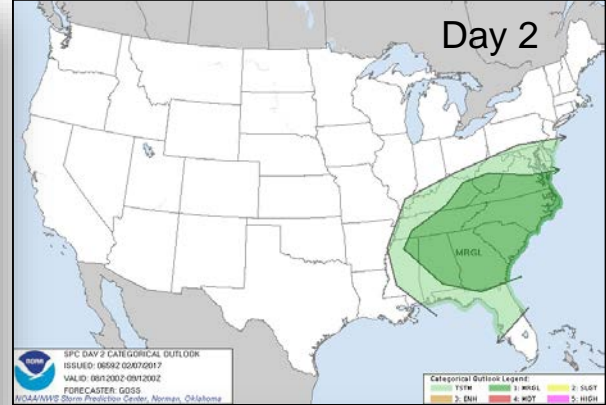 Day 2
MRGL
NOAA
SPC DAY 2 CATEGORICAL OUTLOOK
ISSUED: 0659Z 02/07/2017
VALID: 08/1200Z-09/1200Z
FORECASTER: GOSS
NOAA/NWS Storm Prediction Center, Norman, Oklahoma
Categorical Outlook Legend:
TSTM 1: MRGL 2: SLGT
3: ENH 4: MDT 5: HIGH